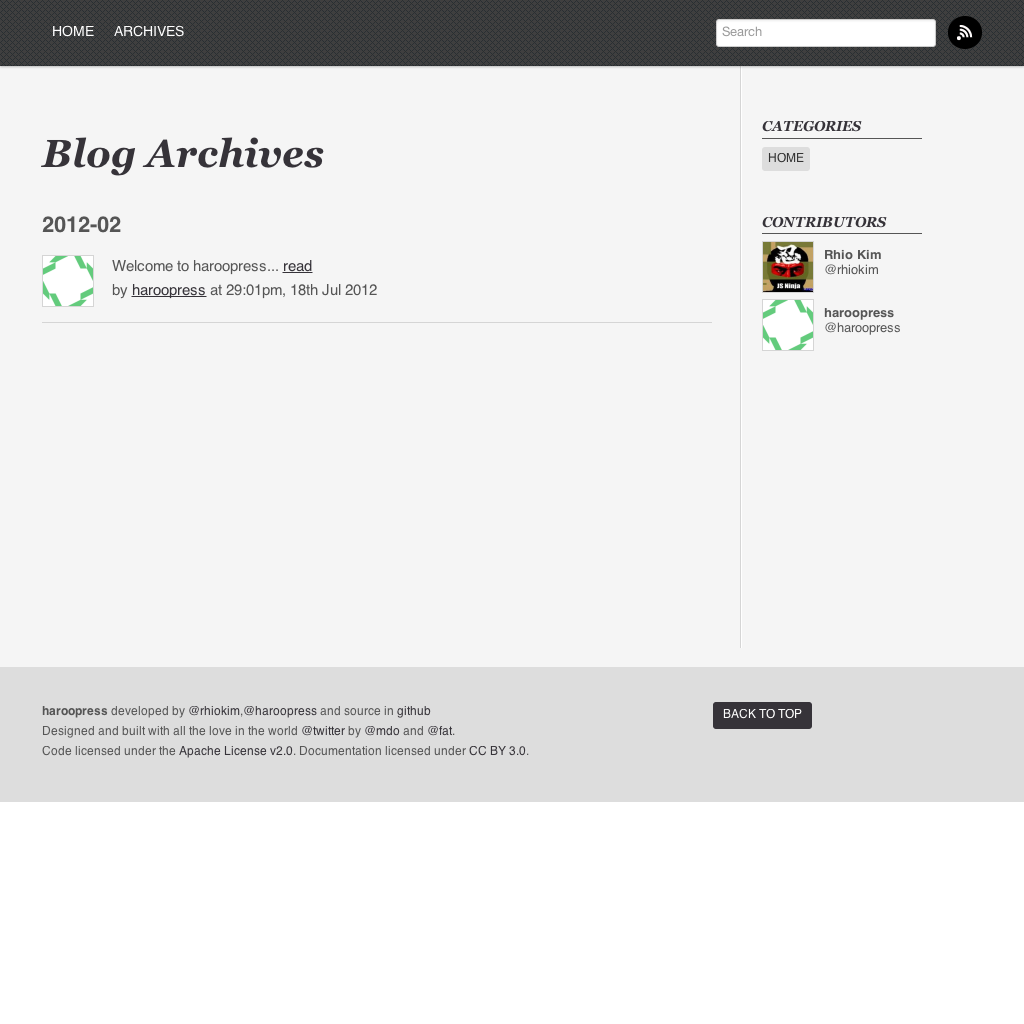 HOME ARCHIVES Search
Blog Archives
2012-02
Welcome to haroopress... read
by haroopress at 29:01pm, 18th Jul 2012
CATEGORIES
HOME
CONTRIBUTORS
JS Ninja
Rhio Kim
@rhiokim
haroopress
@haroopress
haroopress developed by @rhiokim,@haroopress and source in github
Designed and built with all the love in the world @twitter by @mdo and @fat.
Code licensed under the Apache License v2.0. Documentation licensed under CC BY 3.0.
BACK TO TOP